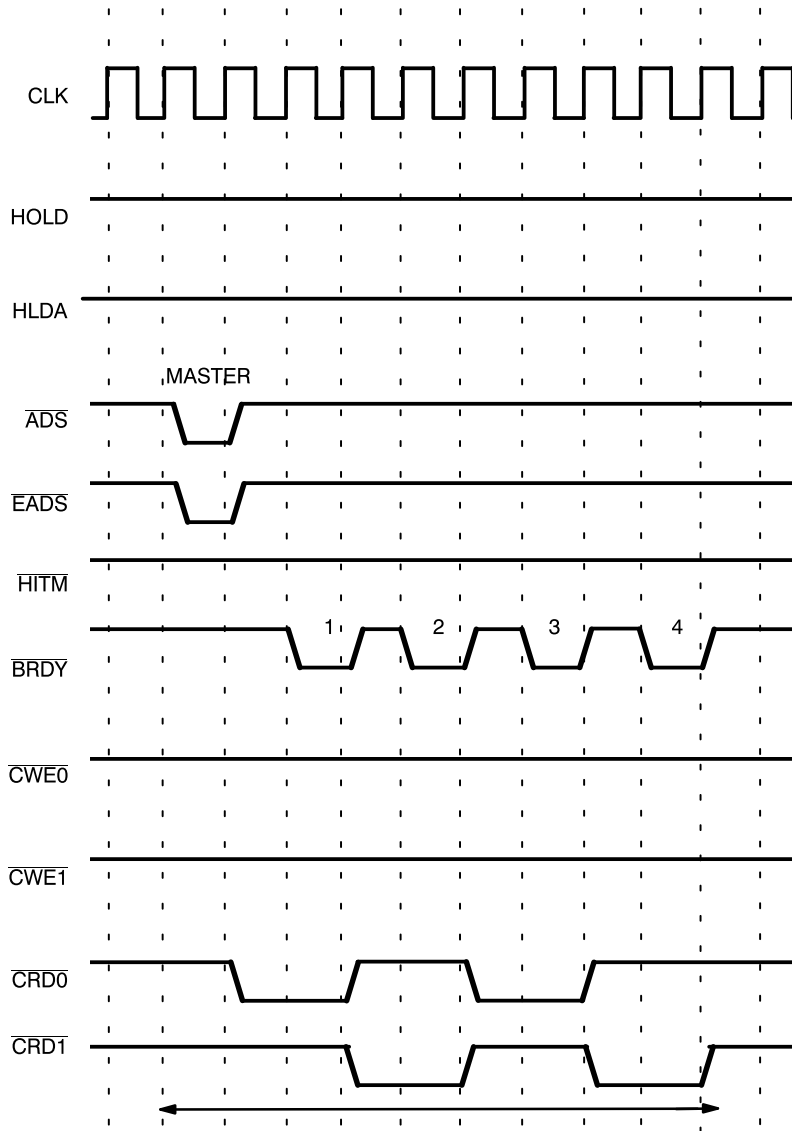 CLK
HOLD
HLDA
MASTER
ADS
EADS
HITM
1 2 3 4
BRDY
CWE0
CWE1
CRD0
CRD1